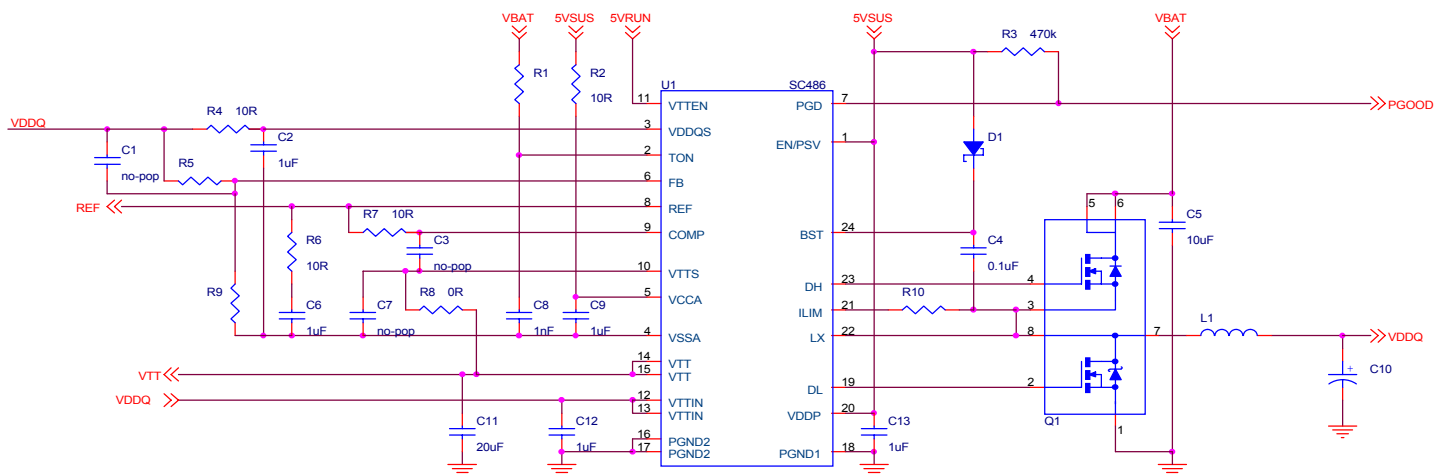 VBAT 5VSUS 5VRUN 5VSUS VBAT
R3 470k
R1 R2 10R
U1 SC486
11 VTTEN PGD 7 PGOOD
R4 10R
VDDQ 3 VDDQS
C2 1uF
EN/PSV 1
D1
C1 no-pop
R5
2 TON
6 FB
REF 8 REF
5 6
C5 10uF
R7 10R 9 COMP BST 24
R6 10R
C3 no-pop
C4 0.1uF
10 VTTS DH 23 4
R9
R8 0R
5 VCCA ILIM 21 R10 3
C6 1uF
C7 no-pop
C8 1nF
C9 1uF
4 VSSA LX 22 8 7 L1 VDDQ
14 VTT
VTT 15 VTT
C10 +
DL 19 2
VDDQ 12 VTTIN
13 VTTIN
VDDP 20
Q1
C11 20uF
C12 1uF
C13 1uF
1
16 PGND2
17 PGND2
PGND1 18